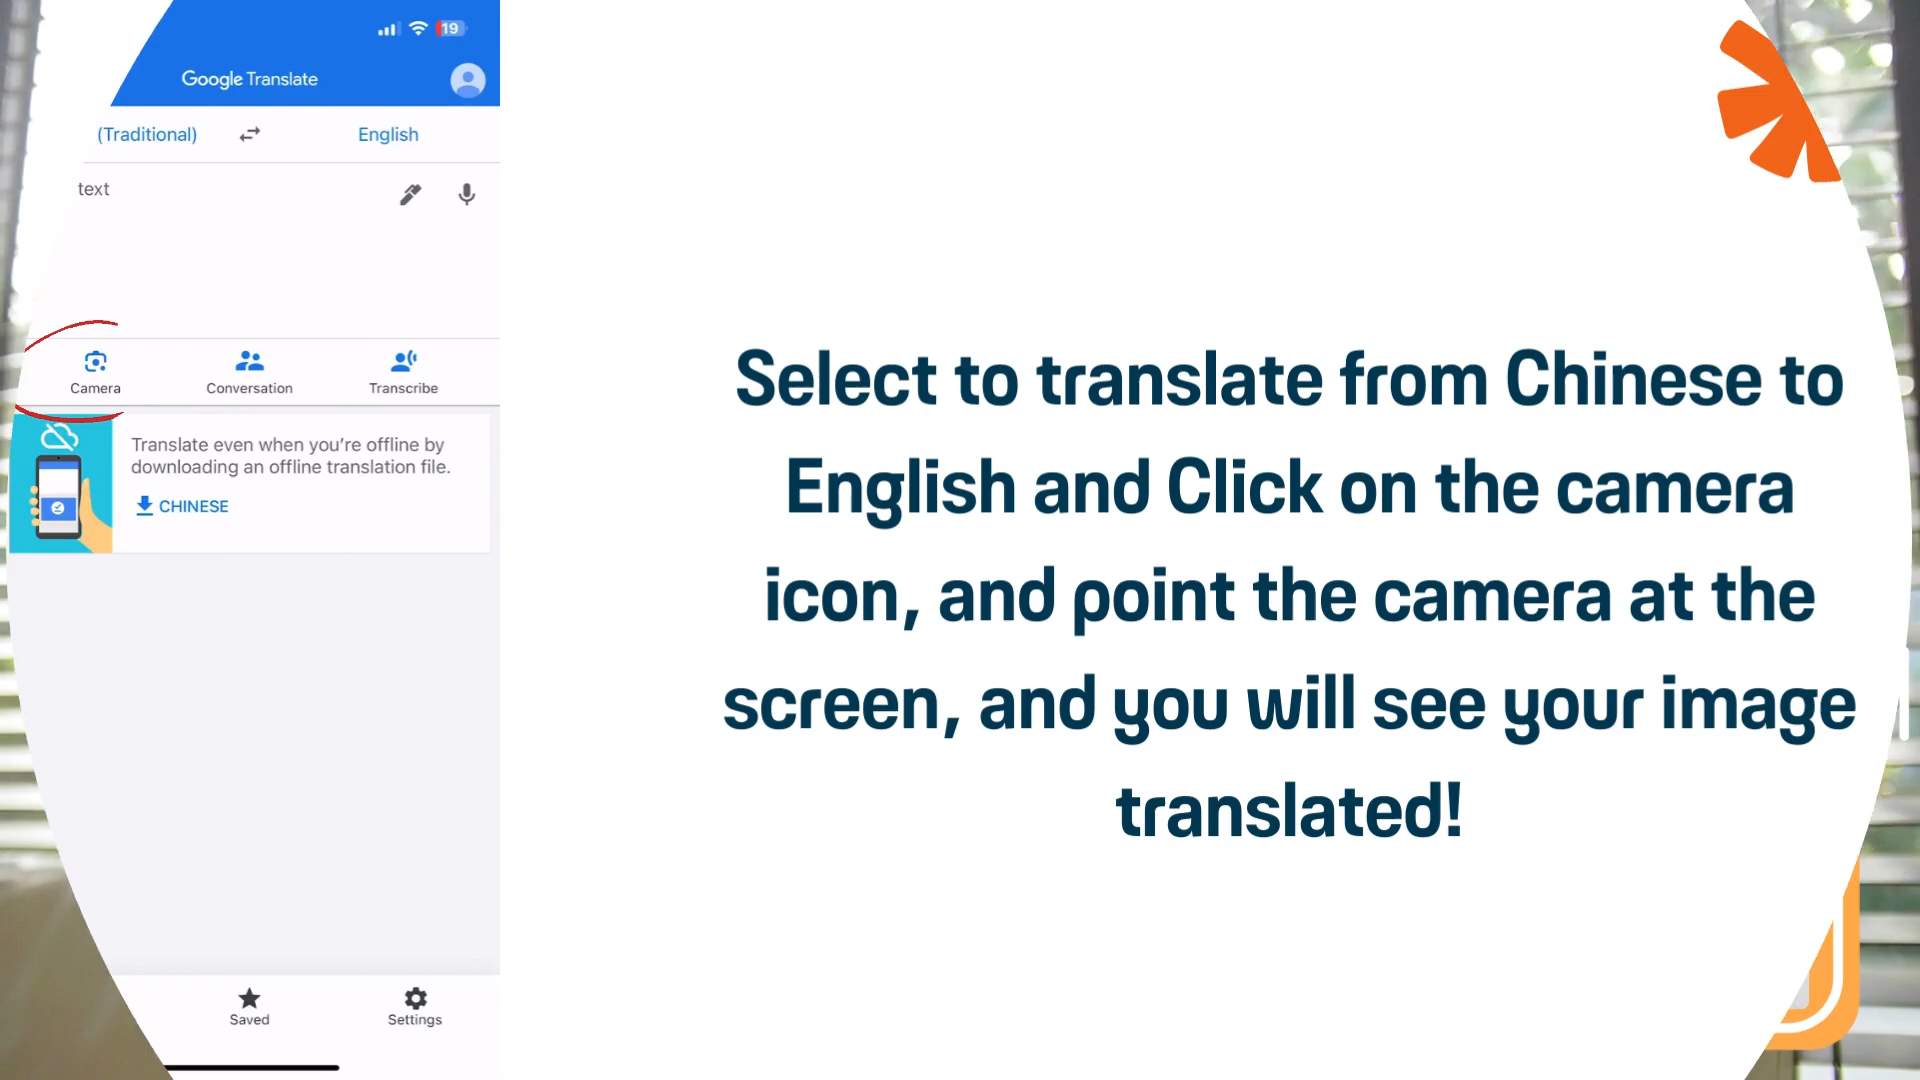 19
Google Translate
(Traditional)
English
text
Camera
Conversation
Transcribe
Translate even when you're offline by
downloading an offline translation file.
CHINESE
Saved
Settings
Select to translate from Chinese to
English and Click on the camera
icon, and point the camera at the
screen, and you will see your image
translated!